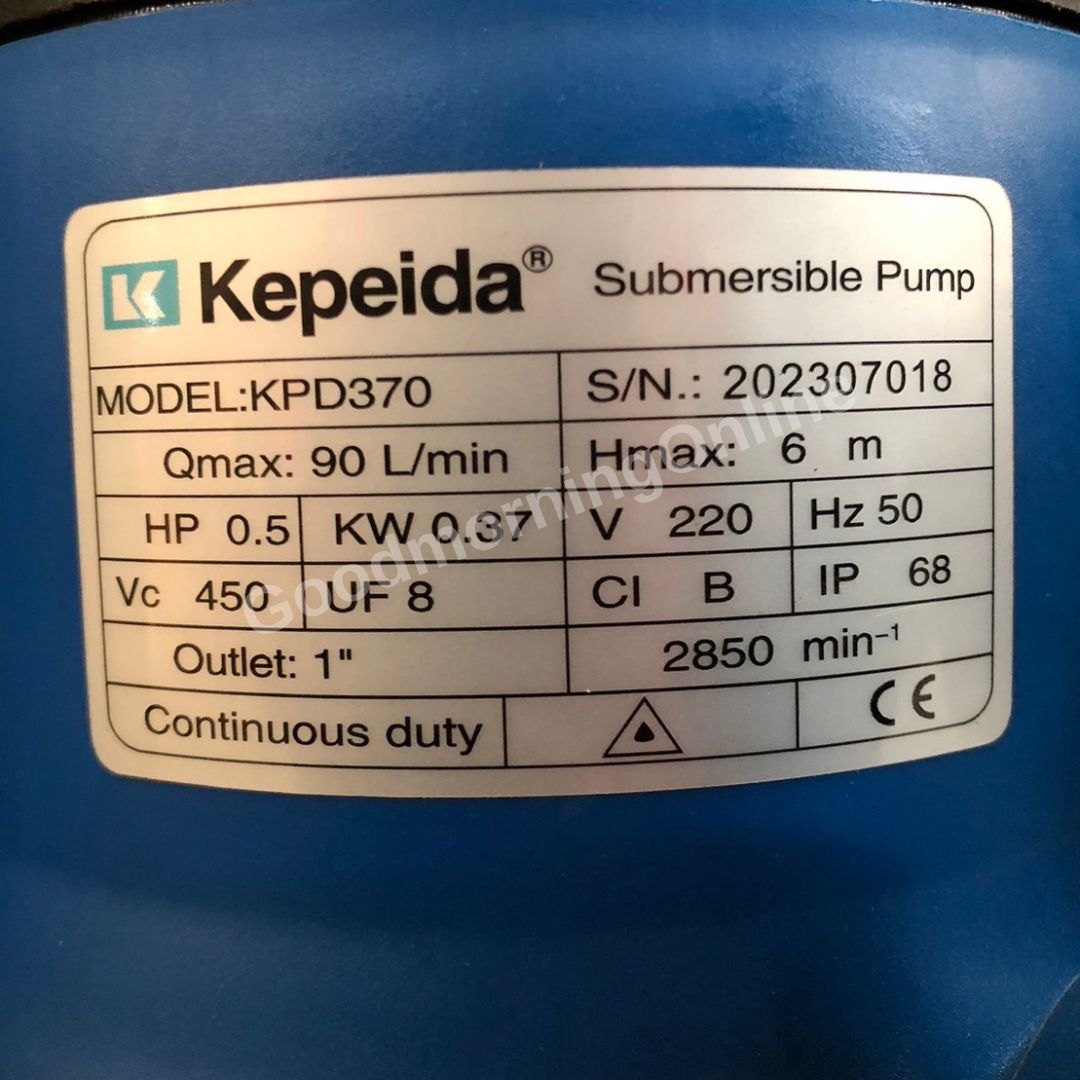 Kepeida® Submersible Pump
MODEL:KPD370 S/N.: 202307018
Qmax: 90 L/min Hmax: 6 m
HP 0.5 KW 0.37 V 220 Hz 50
Vc 450 UF 8 Cl B IP 68
Outlet: 1" 2850 min⁻¹
Continuous duty CE
GoodmorningOnline